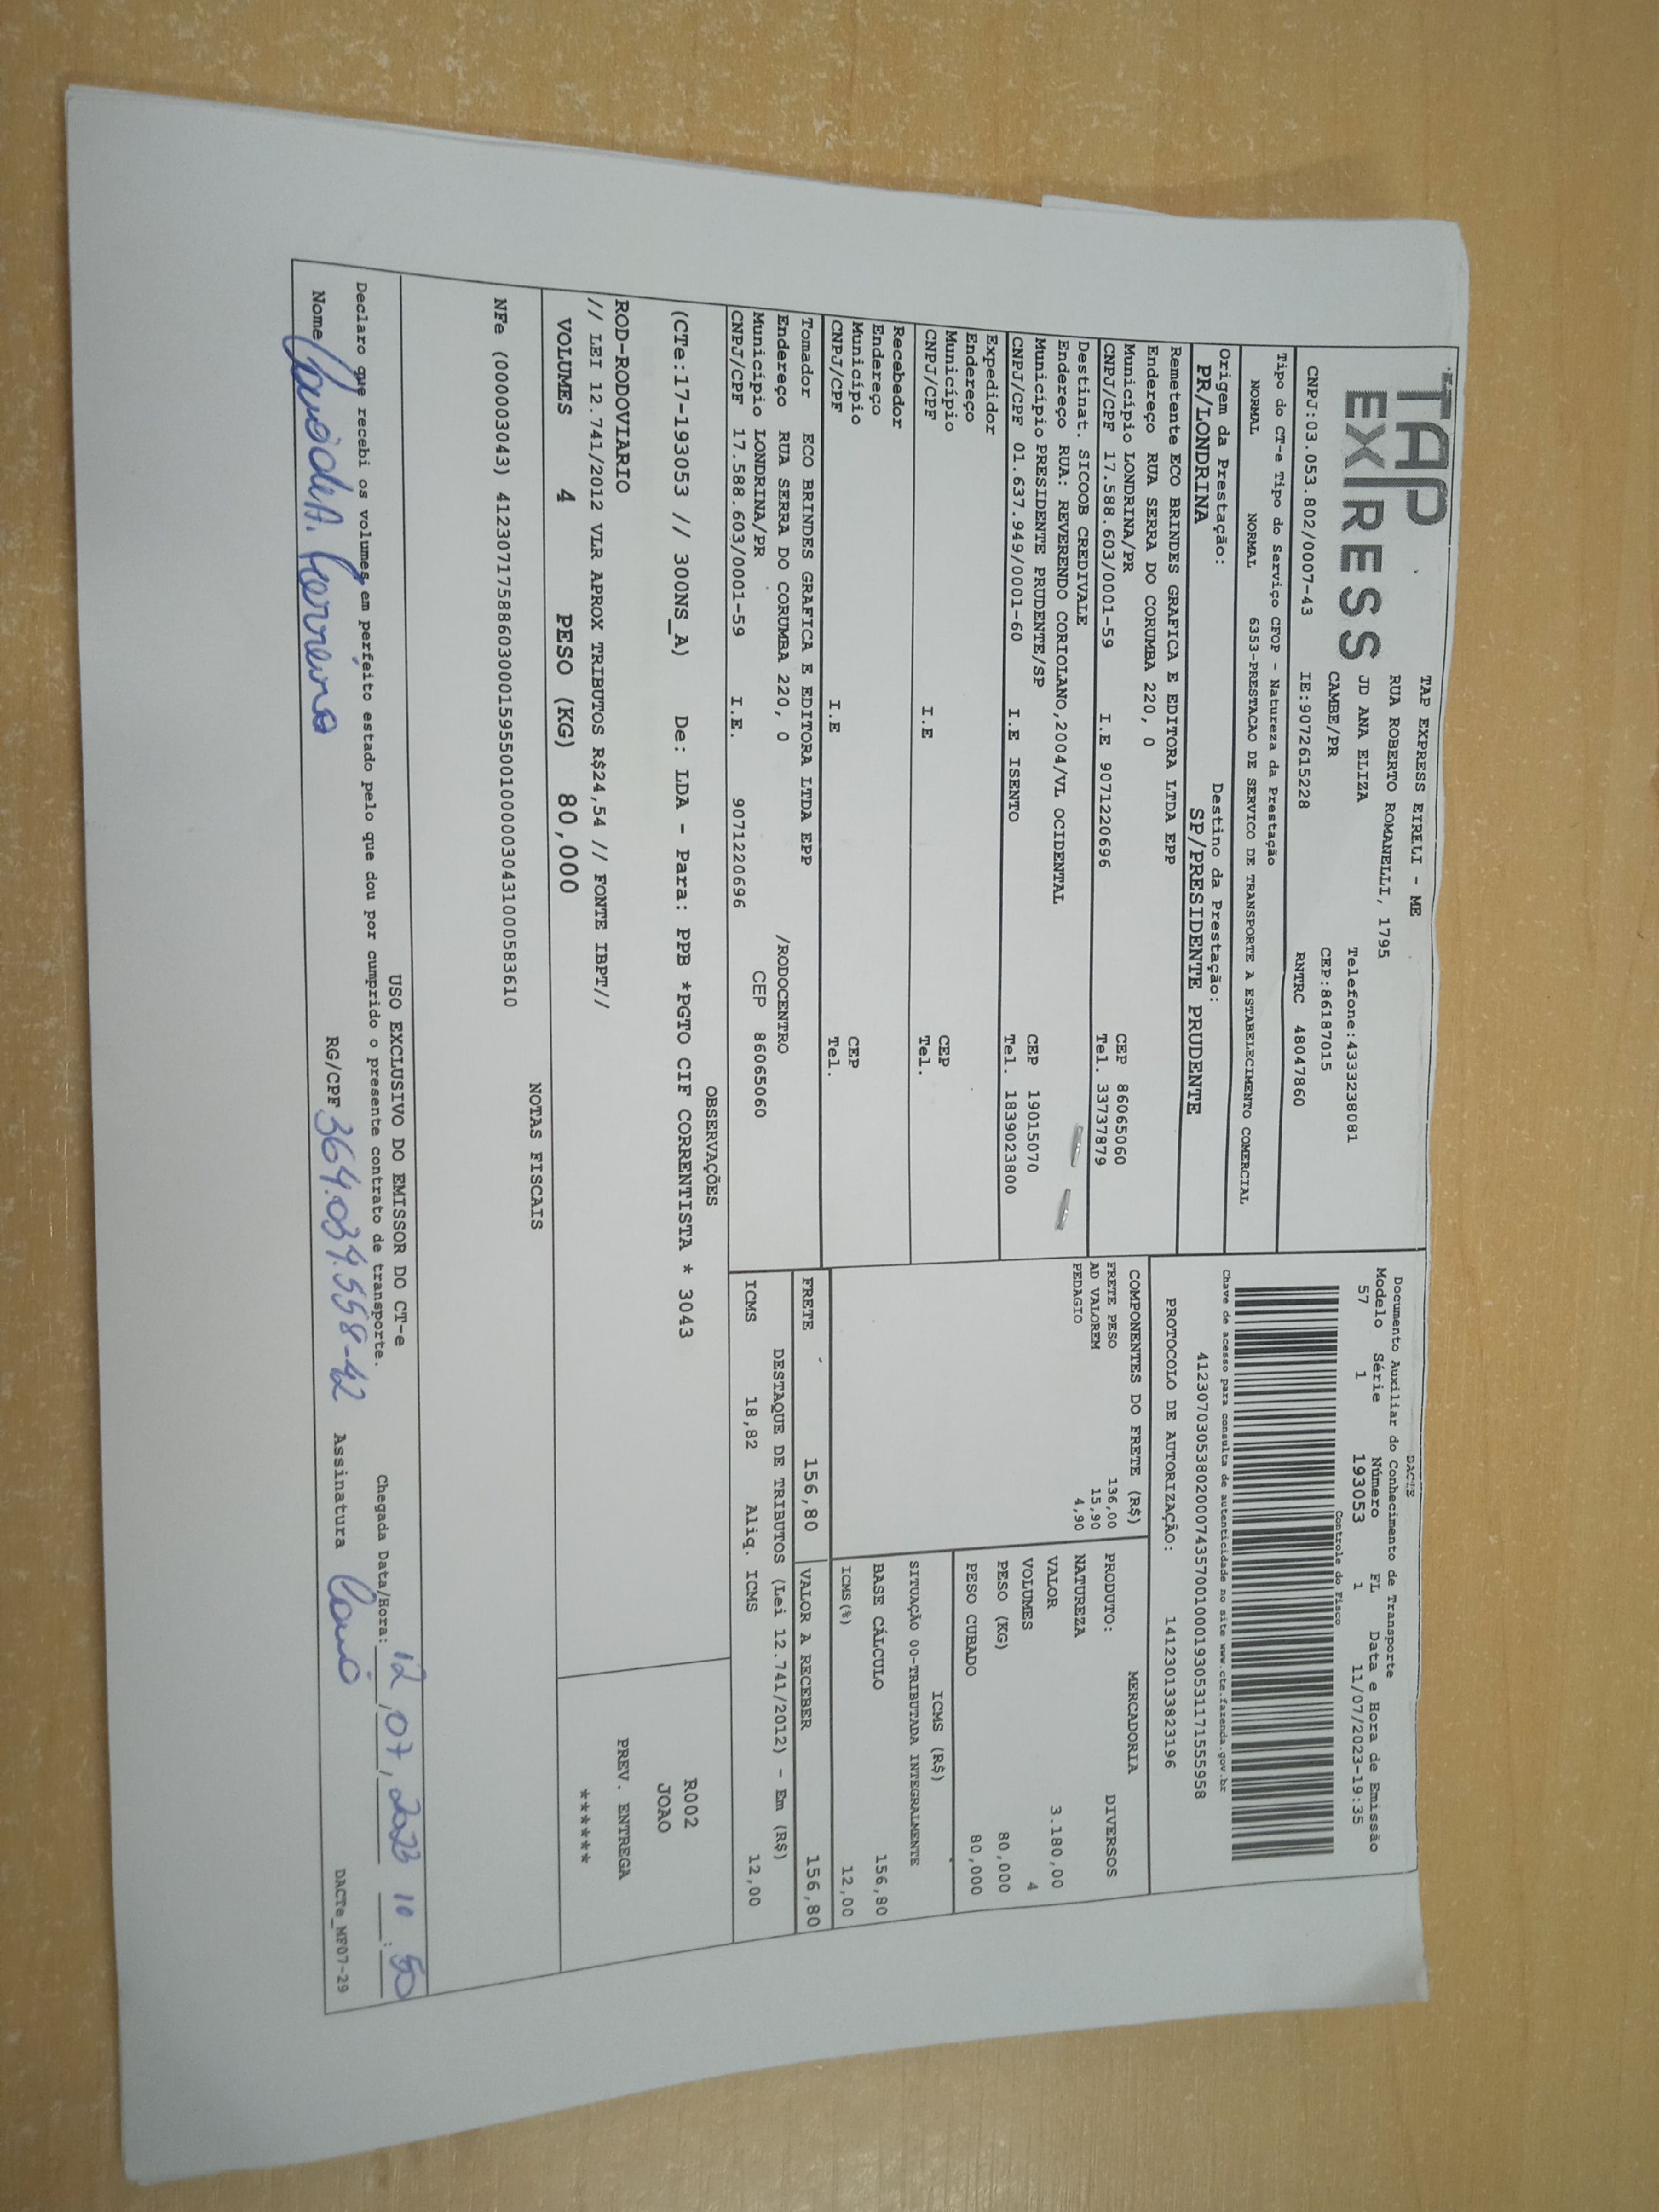 TAP
EXPRESS
TAP EXPRESS EIRELI - ME
RUA ROBERTO ROMANELLI, 1795
JD ANA ELIZA Telefone:4333238081
CAMBE/PR CEP:86187015
CNPJ:03.053.802/0007-43 IE:9072615228 RNTRC 48047860
DACTE
Documento Auxiliar do Conhecimento de Transporte
Modelo Série Número FL Data e Hora de Emissão
57 1 193053 1 11/07/2023-19:35
Controle do Fisco
Chave de acesso para consulta de autenticidade no site www.cte.fazenda.gov.br
41230703053802000743570010001930531171555958
PROTOCOLO DE AUTORIZAÇÃO: 141230133823196
Tipo do CT-e Tipo do Serviço CFOP - Natureza da Prestação
NORMAL NORMAL 6353-PRESTACAO DE SERVICO DE TRANSPORTE A ESTABELECIMENTO COMERCIAL
Origem da Prestação: Destino da Prestação:
PR/LONDRINA SP/PRESIDENTE PRUDENTE
Remetente ECO BRINDES GRAFICA E EDITORA LTDA EPP
Endereço RUA SERRA DO CORUMBA 220, 0
Município LONDRINA/PR CEP 86065060
CNPJ/CPF 17.588.603/0001-59 I.E 9071220696 Tel. 33737879
Destinat. SICOOB CREDIVALE
Endereço RUA: REVERENDO CORIOLANO,2004/VL OCIDENTAL
Município PRESIDENTE PRUDENTE/SP CEP 19015070
CNPJ/CPF 01.637.949/0001-60 I.E ISENTO Tel. 1839023800
Expedidor
Endereço
Município CEP
CNPJ/CPF I.E Tel.
Recebedor
Endereço
Município CEP
CNPJ/CPF I.E Tel.
Tomador ECO BRINDES GRAFICA E EDITORA LTDA EPP
Endereço RUA SERRA DO CORUMBA 220, 0 /RODOCENTRO
Município LONDRINA/PR CEP 86065060
CNPJ/CPF 17.588.603/0001-59 I.E. 9071220696
COMPONENTES DO FRETE (R$)
FRETE PESO 136,00
AD VALOREM 15,90
PEDAGIO 4,90
MERCADORIA
PRODUTO: DIVERSOS
NATUREZA
VALOR 3.180,00
VOLUMES 4
PESO (KG) 80,000
PESO CUBADO 80,000
ICMS (R$)
SITUAÇÃO 00-TRIBUTADA INTEGRALMENTE
BASE CÁLCULO 156,80
ICMS(%) 12,00
FRETE 156,80 VALOR A RECEBER 156,80
DESTAQUE DE TRIBUTOS (Lei 12.741/2012) - Em (R$)
ICMS 18,82 Aliq. ICMS 12,00
OBSERVAÇÕES
(CTe:17-193053 // 300NS_A) De: LDA - Para: PPB *PGTO CIF CORRENTISTA * 3043
R002
JOAO
ROD-RODOVIARIO
// LEI 12.741/2012 VLR APROX TRIBUTOS R$24,54 // FONTE IBPT//
VOLUMES 4 PESO (KG) 80,000
PREV. ENTREGA
******
NOTAS FISCAIS
NFe (000003043) 41230717588603000159550010000030431000583610
USO EXCLUSIVO DO EMISSOR DO CT-e
Declaro que recebi os volumes em perfeito estado pelo que dou por cumprido o presente contrato de transporte.
Chegada Data/Hora: 12,07,2023 10:50
Nome RG/CPF 364.034.558-42 Assinatura
DACTe_MF07-29